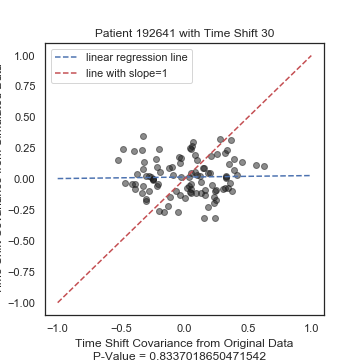 Patient 192641 with Time Shift 30
linear regression line
line with slope=1
1.00
0.75
0.50
0.25
0.00
−0.25
−0.50
−0.75
−1.00
−1.0
−0.5
0.0
0.5
1.0
Time Shift Covariance from Original Data
P-Value = 0.8337018650471542